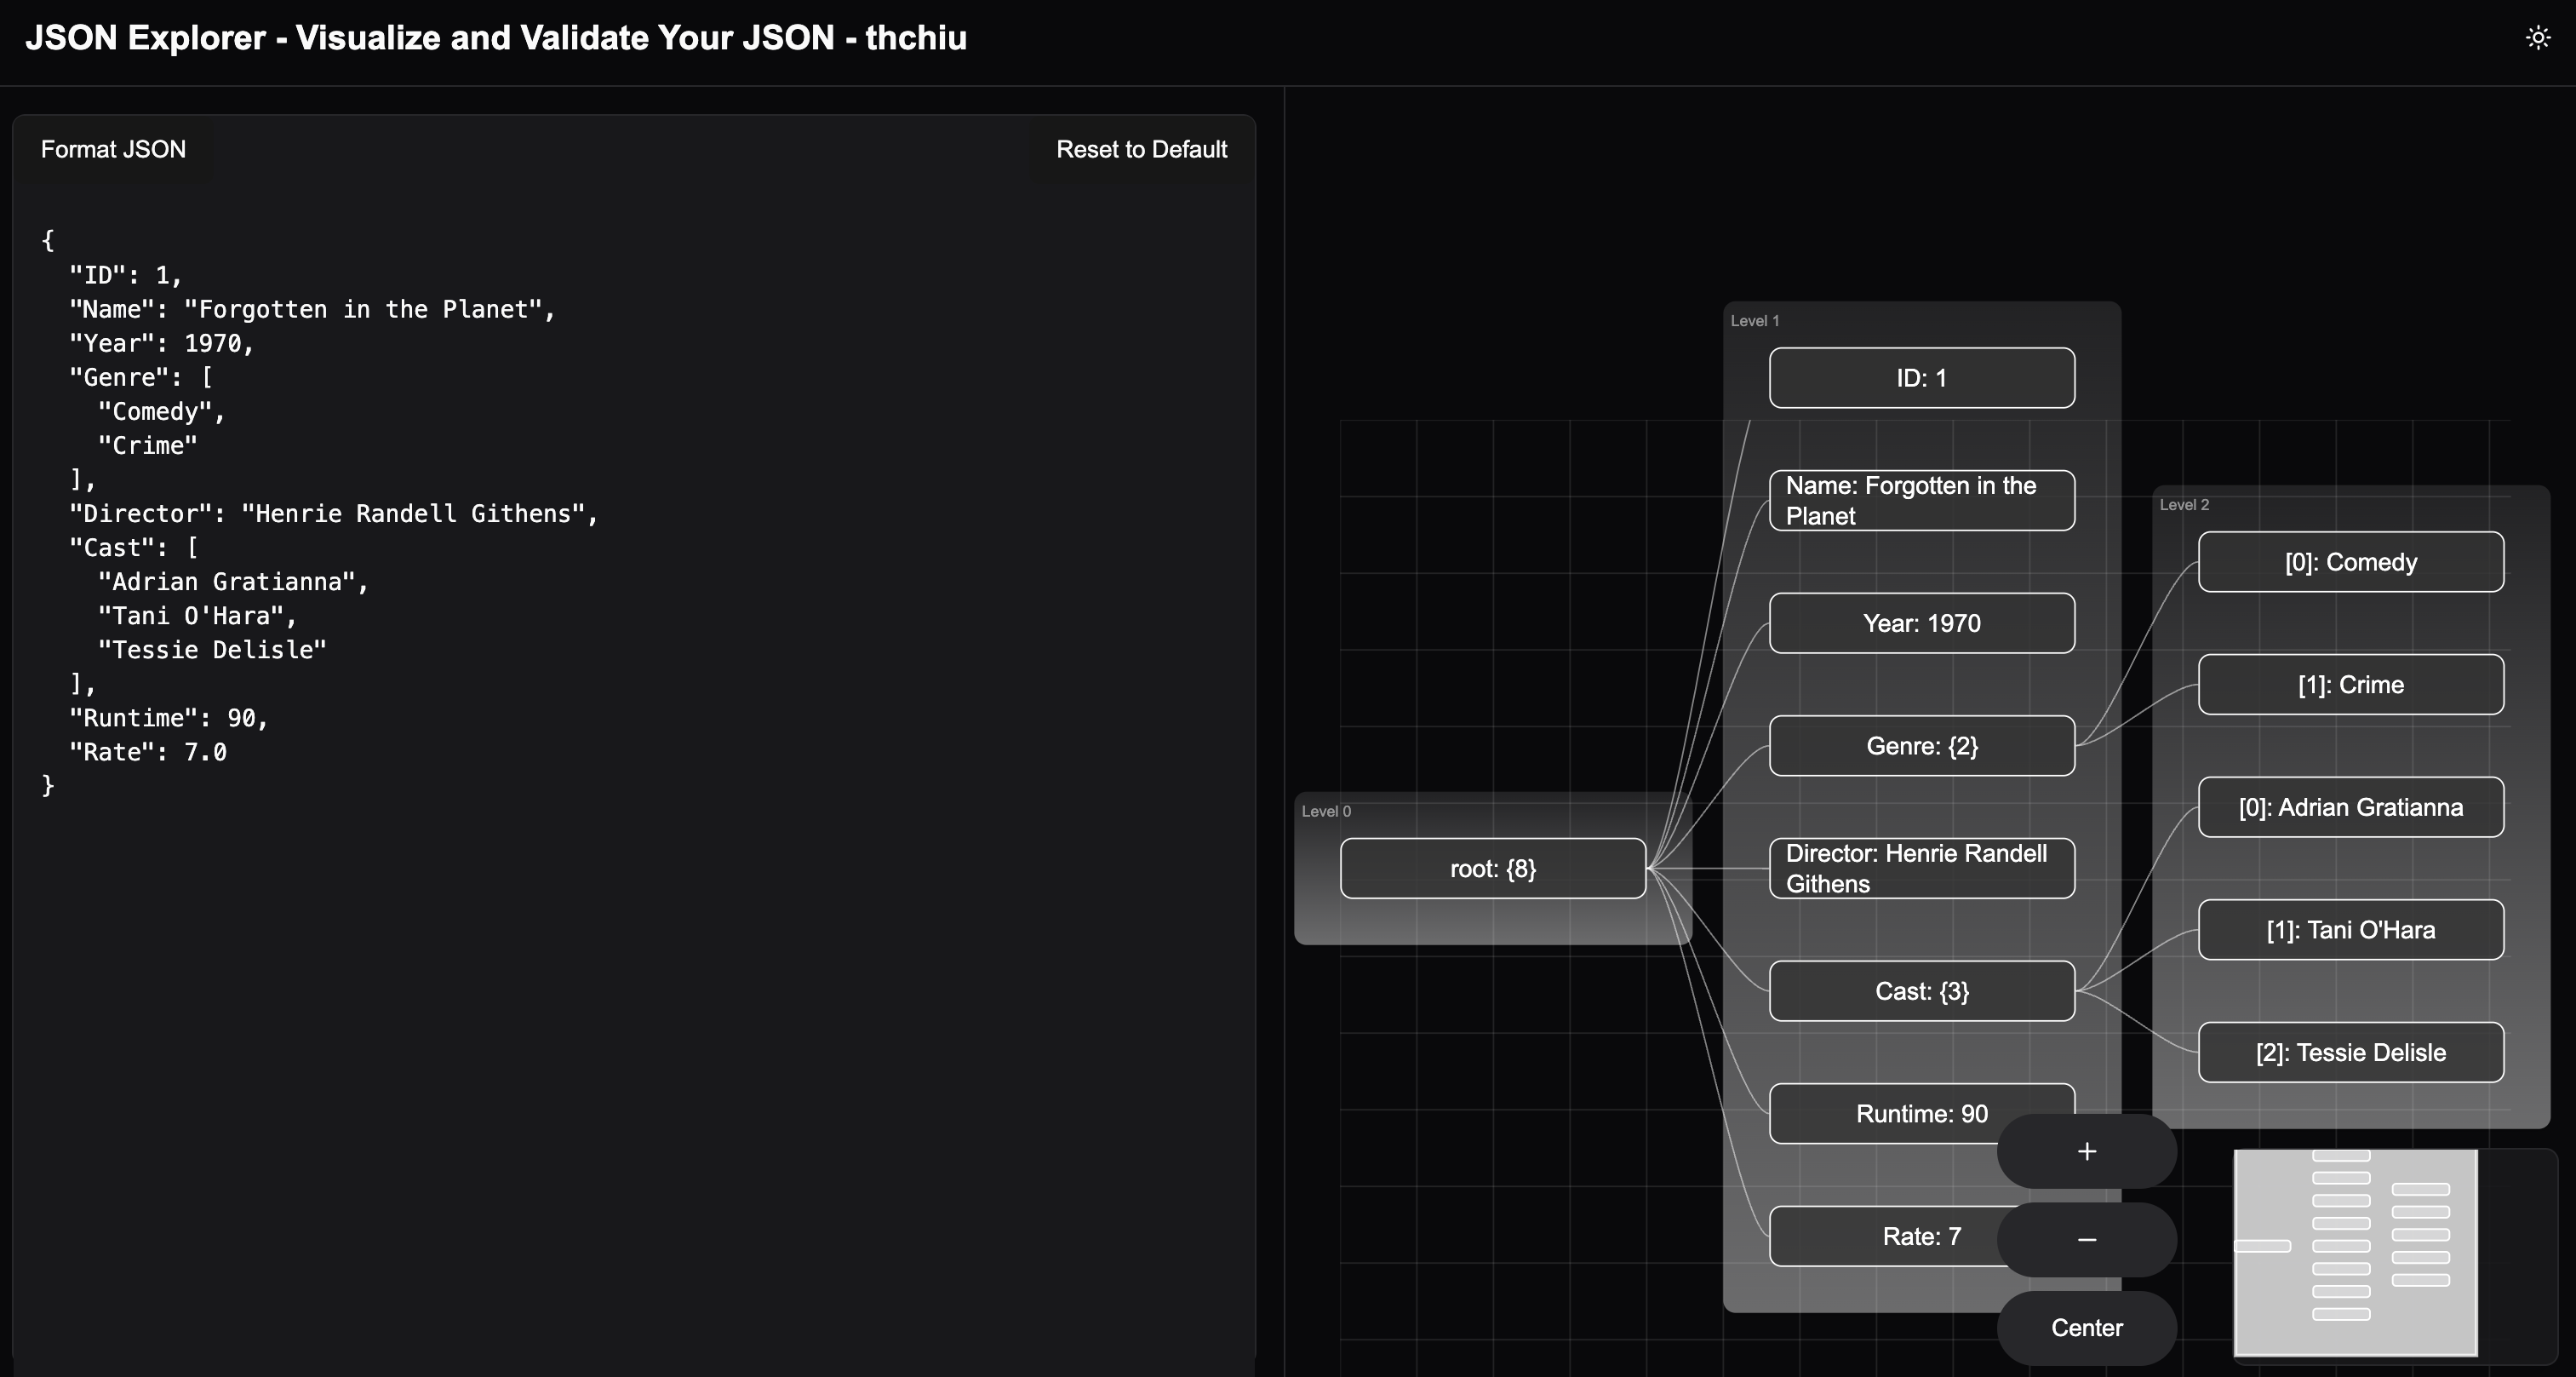 JSON Explorer - Visualize and Validate Your JSON - thchiu
Format JSON
Reset to Default
{
"ID": 1,
"Name": "Forgotten in the Planet",
"Year": 1970,
"Genre": [
"Comedy",
"Crime"
],
"Director": "Henrie Randell Githens",
"Cast": [
"Adrian Gratianna",
"Tani O'Hara",
"Tessie Delisle"
],
"Runtime": 90,
"Rate": 7.0
}
Level 0
root: {8}
Level 1
ID: 1
Name: Forgotten in the
Planet
Year: 1970
Genre: {2}
Director: Henrie Randell
Githens
Cast: {3}
Runtime: 90
Rate: 7
Level 2
[0]: Comedy
[1]: Crime
[0]: Adrian Gratianna
[1]: Tani O'Hara
[2]: Tessie Delisle
+
−
Center